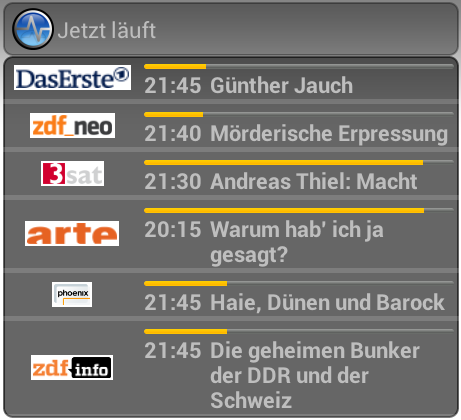 Jetzt läuft
DasErste
21:45 Günther Jauch
zdf_neo
21:40 Mörderische Erpressung
3sat
21:30 Andreas Thiel: Macht
arte
20:15 Warum hab' ich ja
gesagt?
phoenix
21:45 Haie, Dünen und Barock
21:45 Die geheimen Bunker
zdf info
der DDR und der
Schweiz